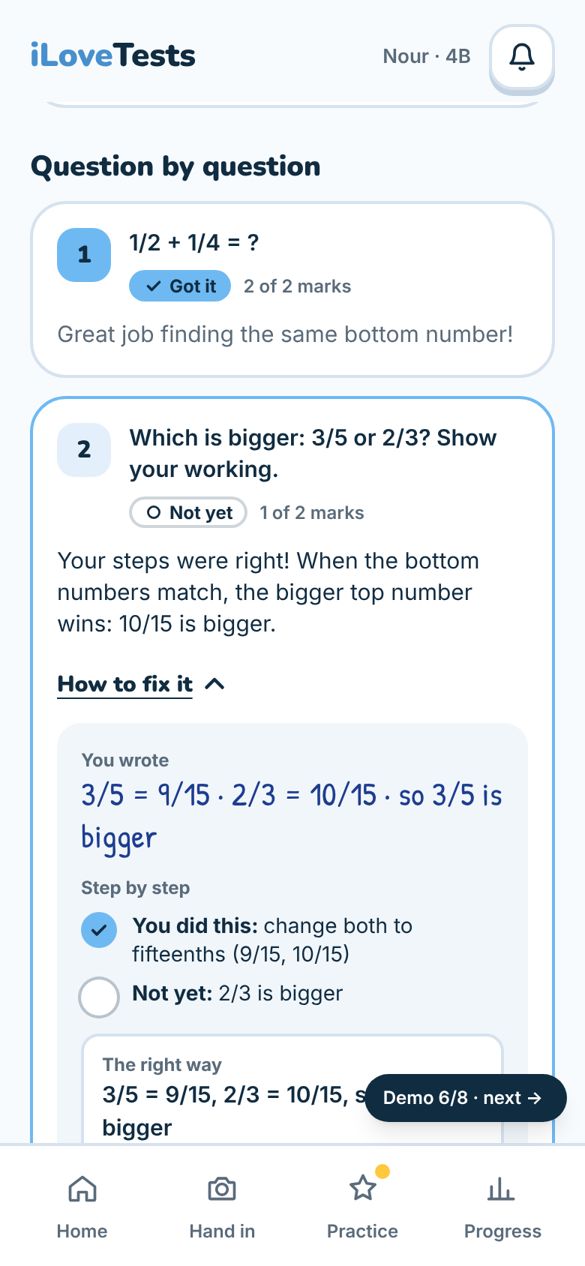 iLoveTests
Nour · 4B
Question by question
1
1/2 + 1/4 = ?
Got it
2 of 2 marks
Great job finding the same bottom number!
2
Which is bigger: 3/5 or 2/3? Show
your working.
Not yet
1 of 2 marks
Your steps were right! When the bottom
numbers match, the bigger top number
wins: 10/15 is bigger.
How to fix it
You wrote
3/5 = 9/15 · 2/3 = 10/15 · so 3/5 is
bigger
Step by step
You did this: change both to
fifteenths (9/15, 10/15)
Not yet: 2/3 is bigger
The right way
3/5 = 9/15, 2/3 = 10/15,
bigger
Demo 6/8 · next →
Home
Hand in
Practice
Progress